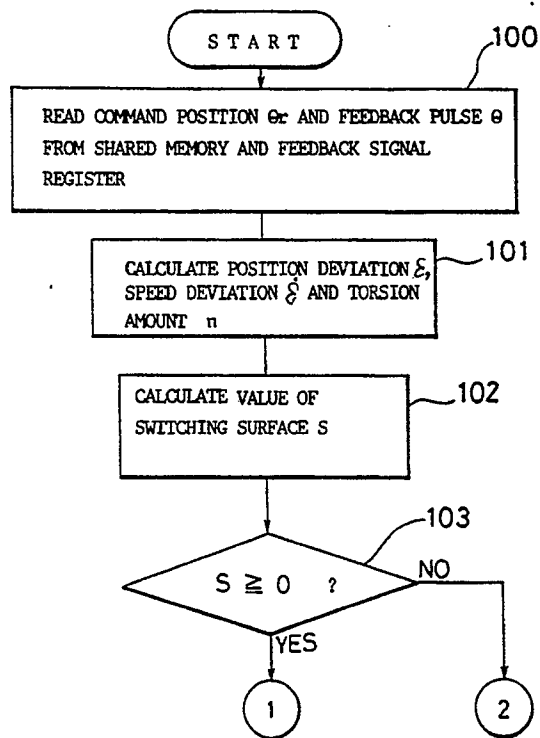 START
100
READ COMMAND POSITION Θr AND FEEDBACK PULSE Θ
FROM SHARED MEMORY AND FEEDBACK SIGNAL
REGISTER
101
CALCULATE POSITION DEVIATION ε,
SPEED DEVIATION ε̇ AND TORSION
AMOUNT n
102
CALCULATE VALUE OF
SWITCHING SURFACE S
103
S ≧ 0 ?
NO
YES
1
2